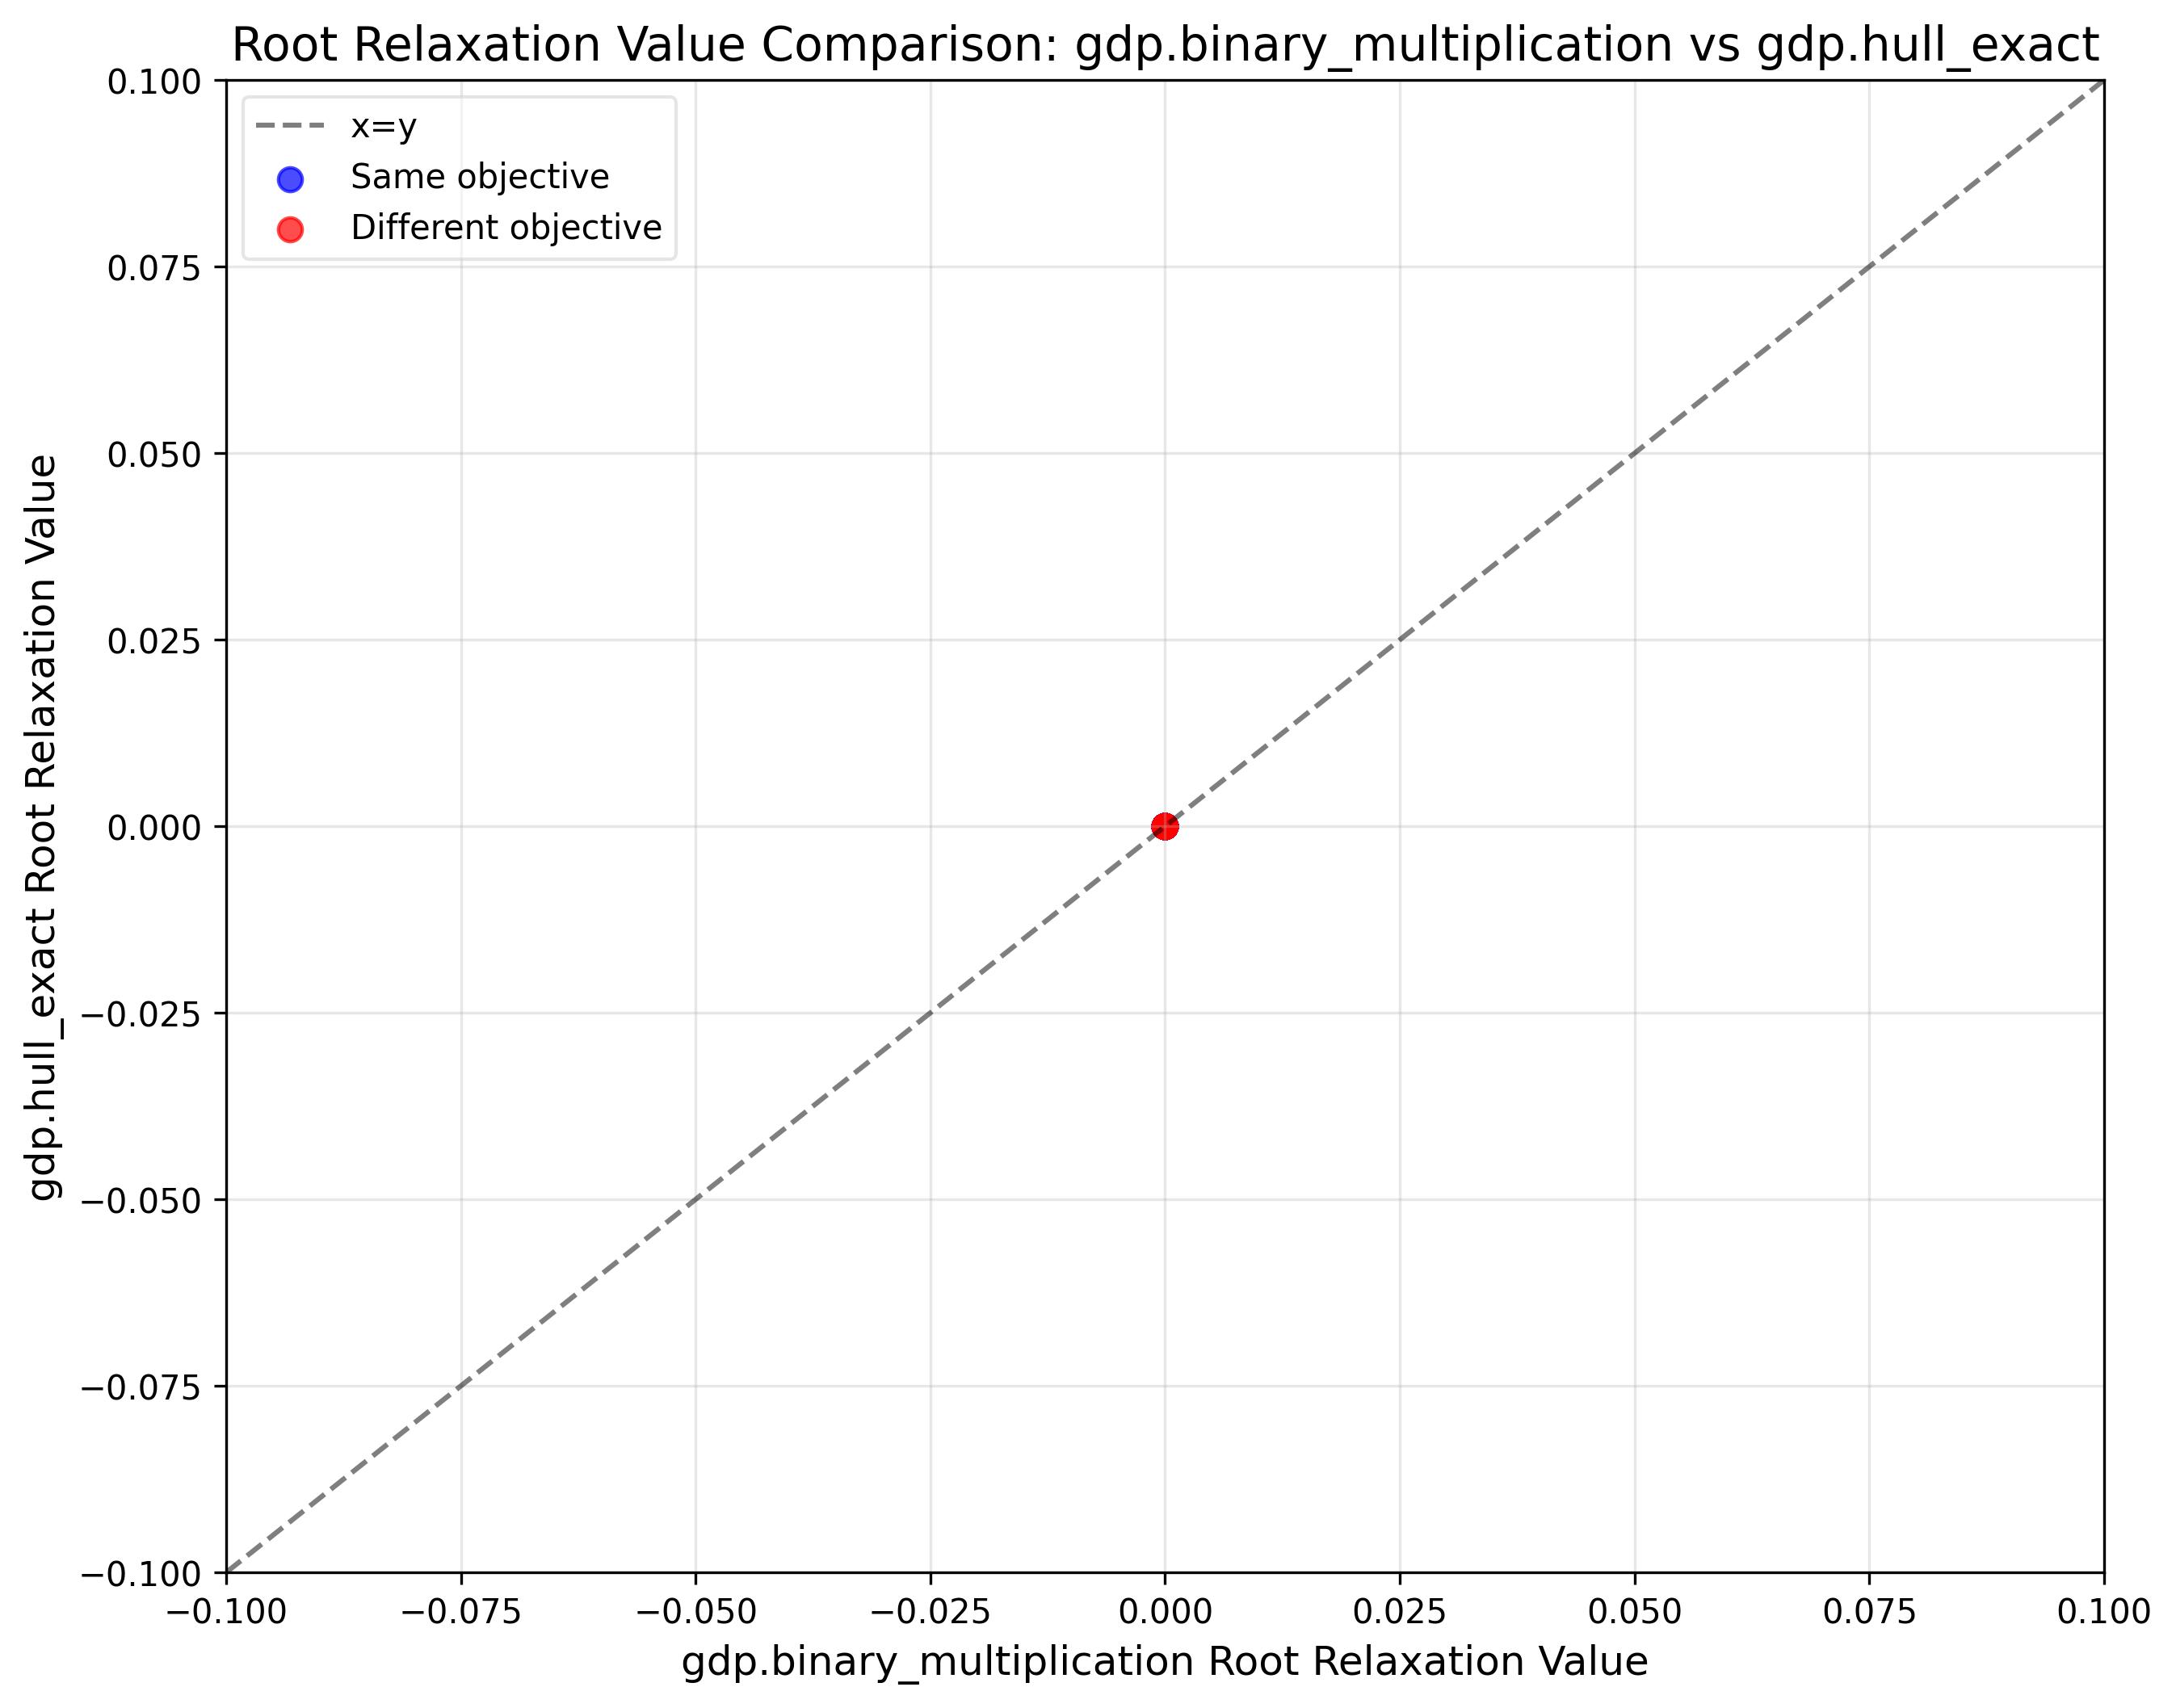 Root Relaxation Value Comparison: gdp.binary_multiplication vs gdp.hull_exact
x=y
Same objective
Different objective
gdp.hull_exact Root Relaxation Value
0.100
0.075
0.050
0.025
0.000
−0.025
−0.050
−0.075
−0.100
−0.100 −0.075 −0.050 −0.025 0.000 0.025 0.050 0.075 0.100
gdp.binary_multiplication Root Relaxation Value